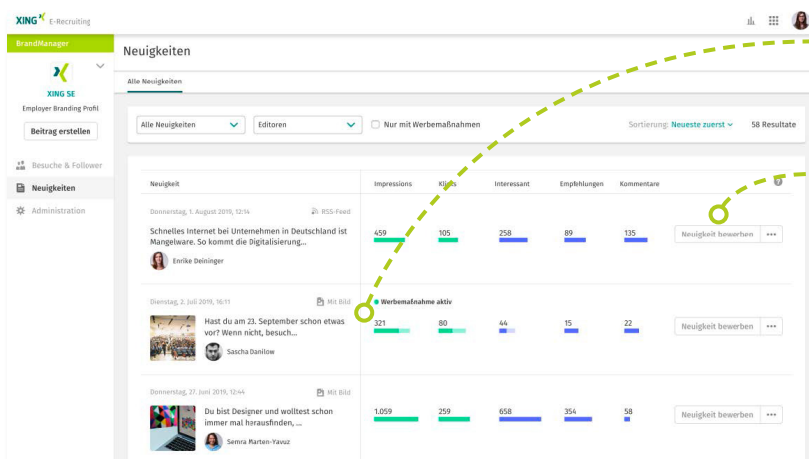 XING E-Recruiting
BrandManager
XING SE
Employer Branding Profil
Beitrag erstellen
Besuche & Follower
Neuigkeiten
Administration
Neuigkeiten
Alle Neuigkeiten
Alle Neuigkeiten
Editoren
Nur mit Werbemaßnahmen
Sortierung: Neueste zuerst
58 Resultate
Neuigkeit
Impressions
Klicks
Interessant
Empfehlungen
Kommentare
?
Donnerstag, 1. August 2019, 12:14
RSS-Feed
Schnelles Internet bei Unternehmen in Deutschland ist
Mangelware. So kommt die Digitalisierung...
Enrike Deininger
459
105
258
89
135
Neuigkeit bewerben
...
Dienstag, 2. Juli 2019, 16:11
Mit Bild
Hast du am 23. September schon etwas
vor? Wenn nicht, besuch...
Sascha Danilow
Werbemaßnahme aktiv
321
80
44
15
22
Neuigkeit bewerben
...
Donnerstag, 27. Juni 2019, 12:44
Mit Bild
Du bist Designer und wolltest schon
immer mal herausfinden, ...
Semra Marten-Yavuz
1.059
259
658
354
58
Neuigkeit bewerben
...